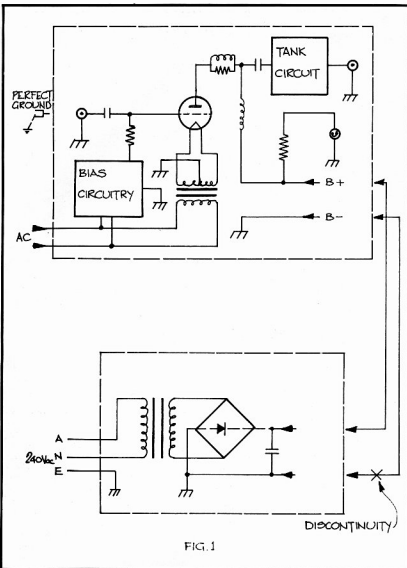 TANK
CIRCUIT
PERFECT
GROUND
BIAS
CIRCUITRY
B+
B-
AC
A
240Vac N
E
DISCONTINUITY
FIG. 1